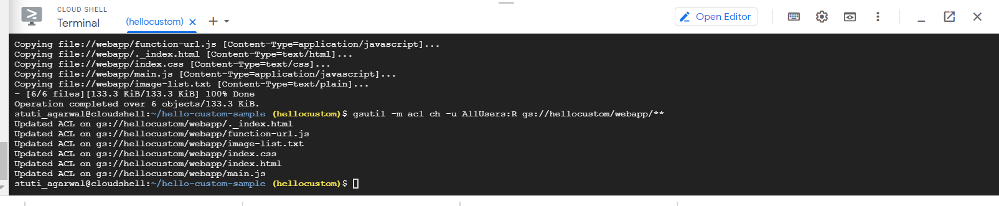 CLOUD SHELL
Terminal
(hellocustom)
Open Editor
Copying file://webapp/function-url.js [Content-Type=application/javascript]...
Copying file://webapp/._index.html [Content-Type=text/html]...
Copying file://webapp/index.css [Content-Type=text/css]...
Copying file://webapp/main.js [Content-Type=application/javascript]...
Copying file://webapp/image-list.txt [Content-Type=text/plain]...
- [6/6 files][133.3 KiB/133.3 KiB] 100% Done
Operation completed over 6 objects/133.3 KiB.
stuti_agarwal@cloudshell:~/hello-custom-sample (hellocustom)$ gsutil -m acl ch -u AllUsers:R gs://hellocustom/webapp/**
Updated ACL on gs://hellocustom/webapp/._index.html
Updated ACL on gs://hellocustom/webapp/function-url.js
Updated ACL on gs://hellocustom/webapp/image-list.txt
Updated ACL on gs://hellocustom/webapp/index.css
Updated ACL on gs://hellocustom/webapp/index.html
Updated ACL on gs://hellocustom/webapp/main.js
stuti_agarwal@cloudshell:~/hello-custom-sample (hellocustom)$